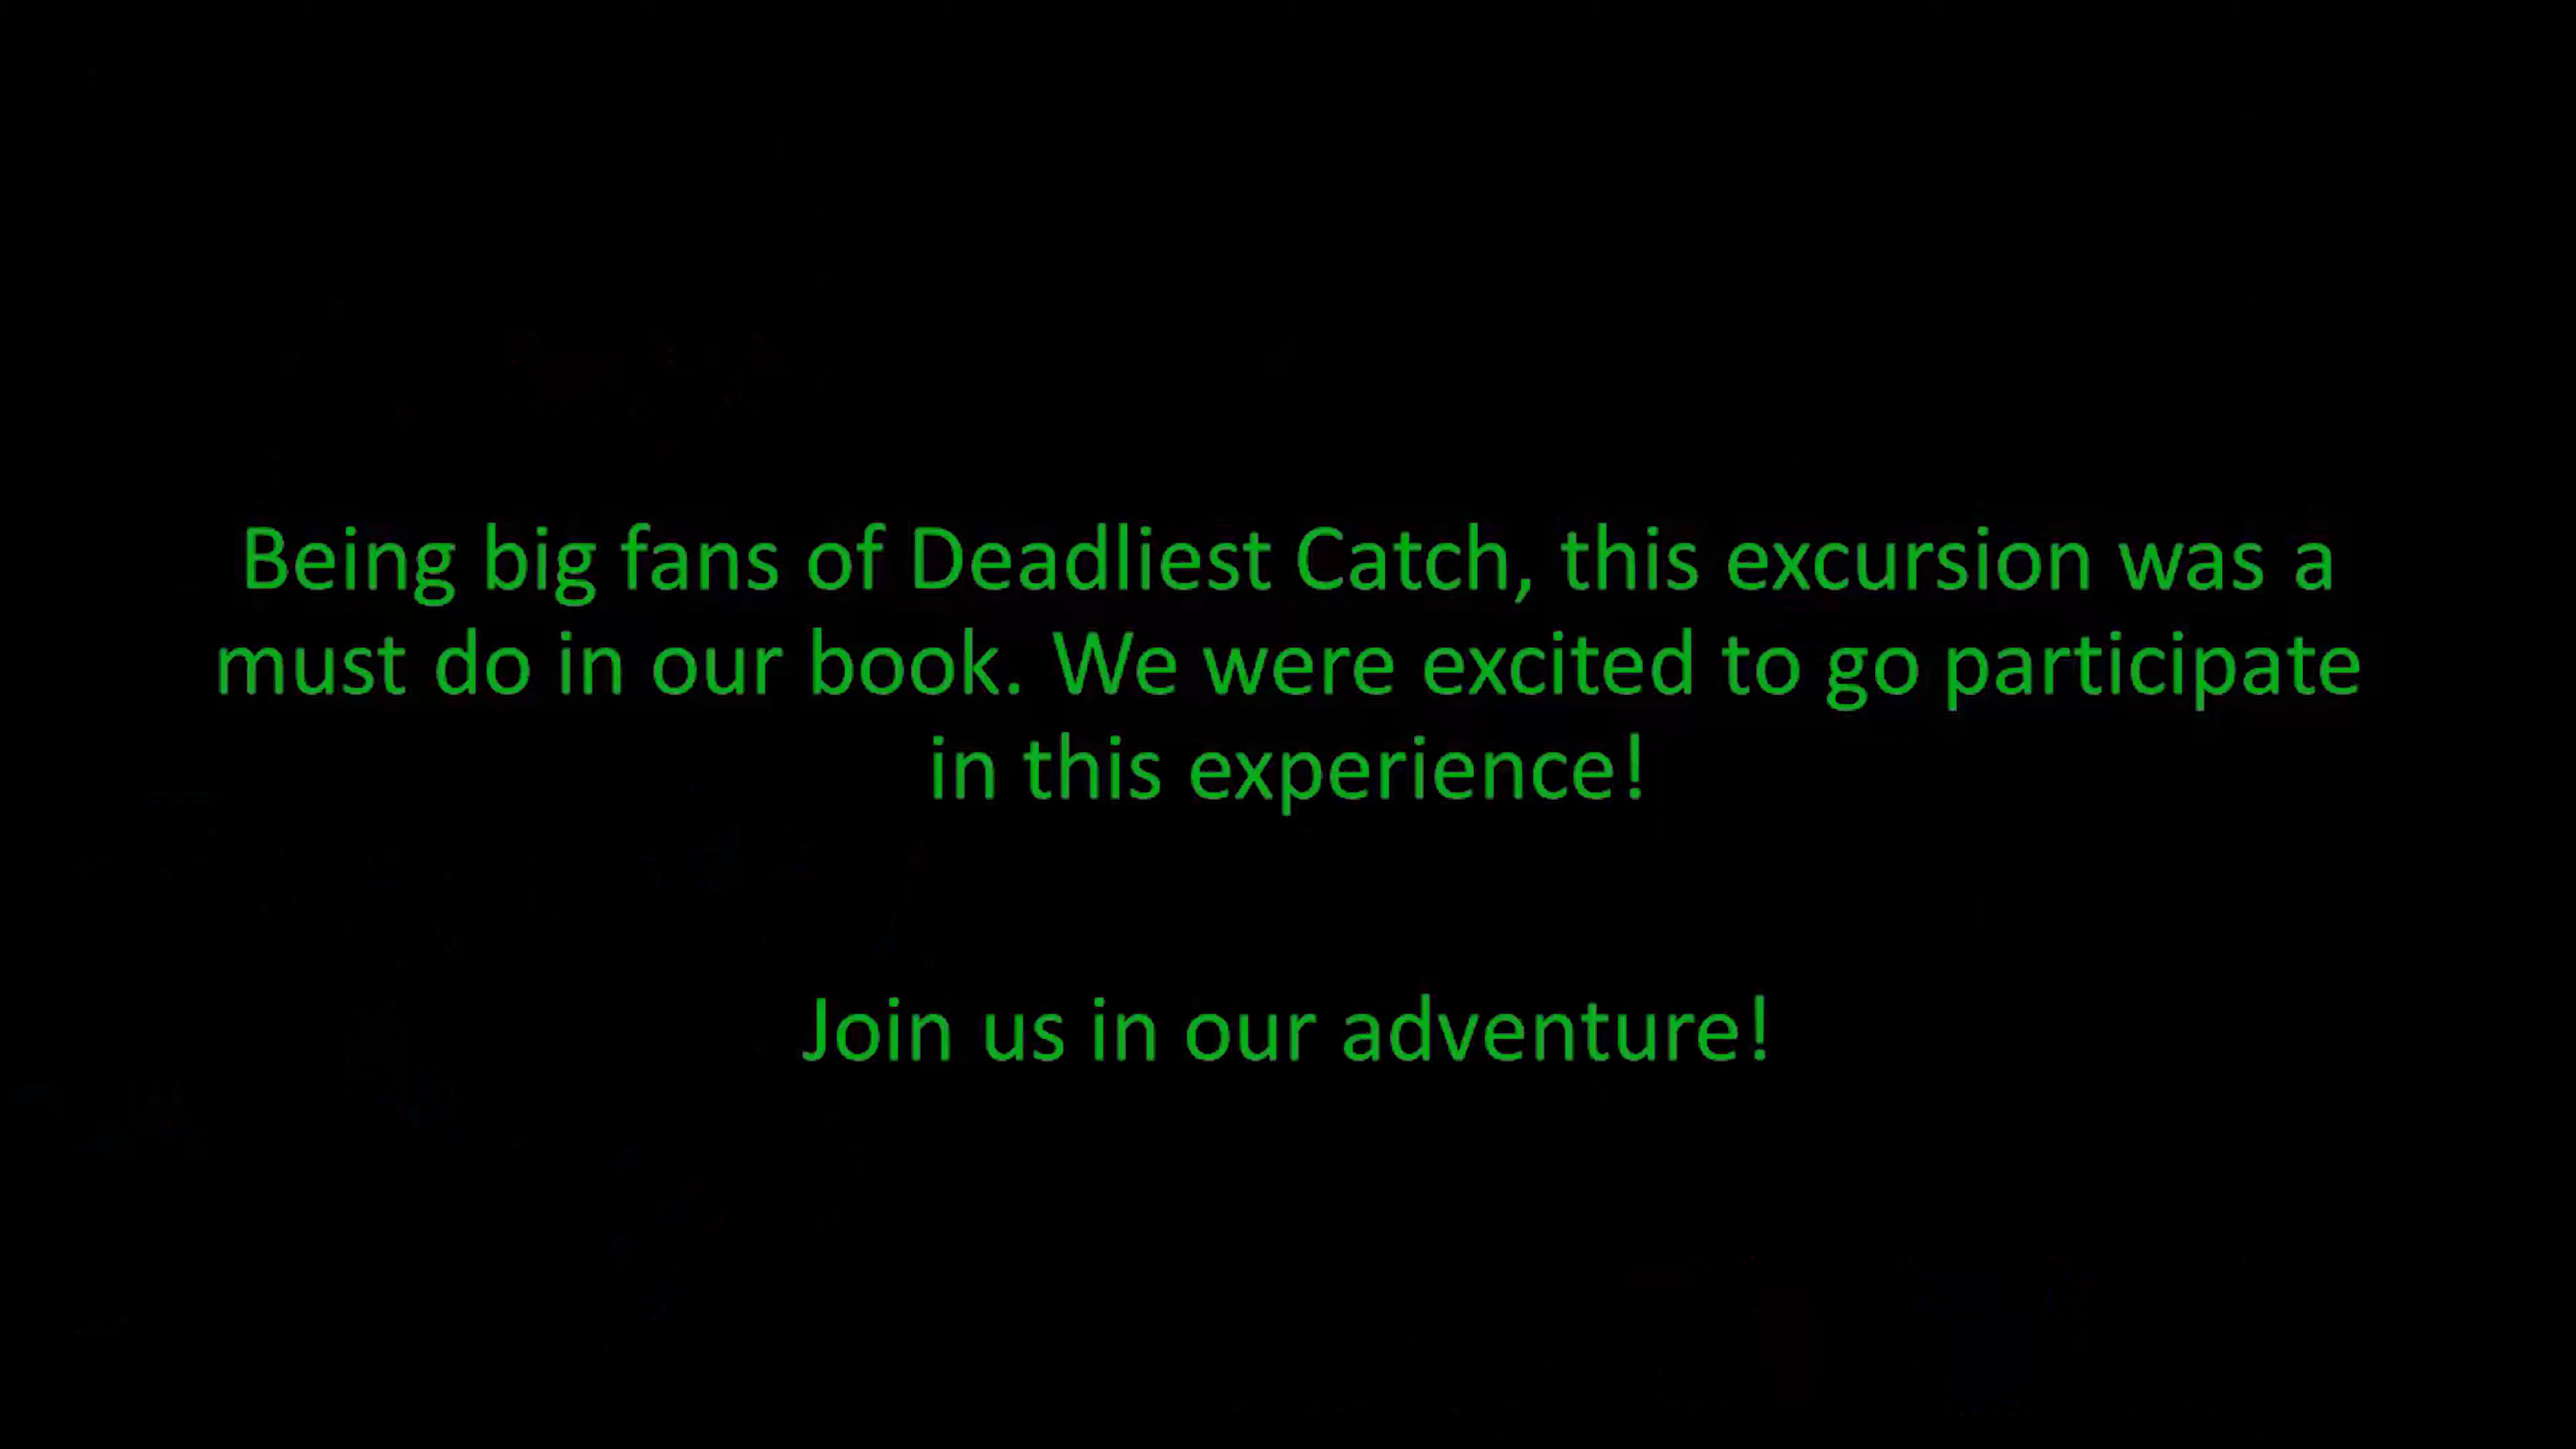 Being big fans of Deadliest Catch, this excursion was a
must do in our book. We were excited to go participate
in this experience!
Join us in our adventure!